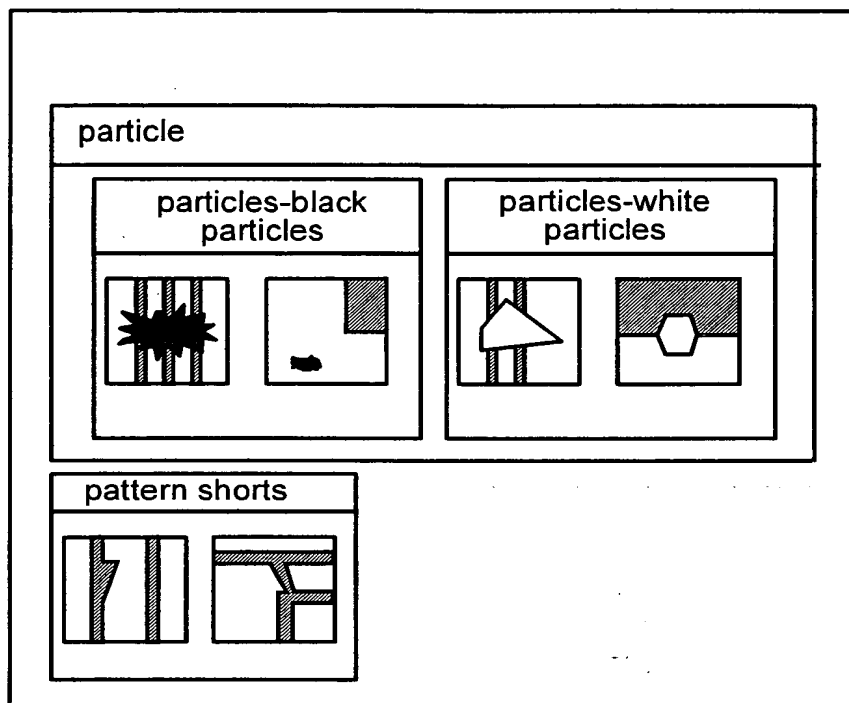 particle
particles-black
particles
particles-white
particles
pattern shorts